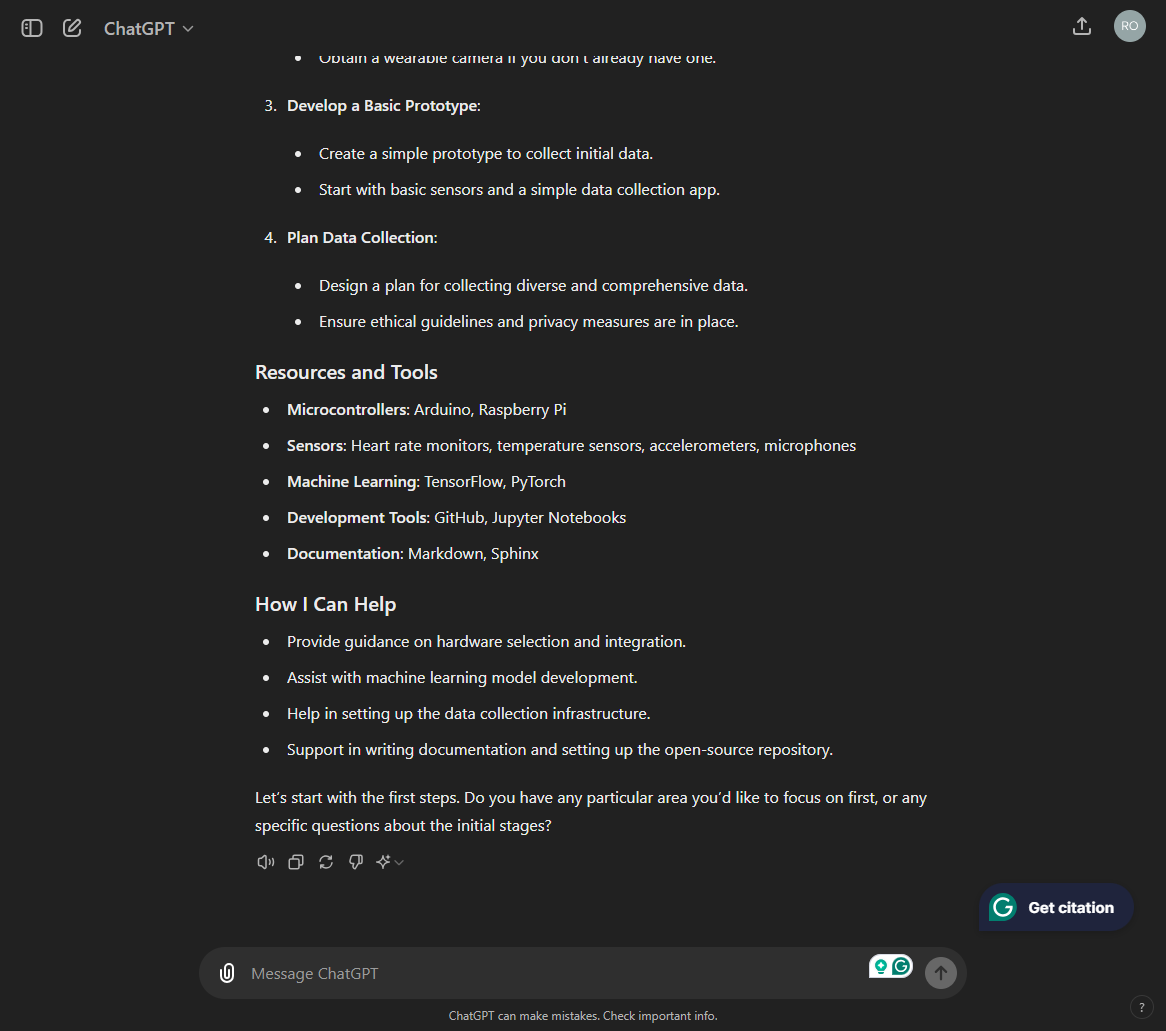 ChatGPT
RO
Obtain a wearable camera if you don't already have one.
3. Develop a Basic Prototype:
Create a simple prototype to collect initial data.
Start with basic sensors and a simple data collection app.
4. Plan Data Collection:
Design a plan for collecting diverse and comprehensive data.
Ensure ethical guidelines and privacy measures are in place.
Resources and Tools
Microcontrollers: Arduino, Raspberry Pi
Sensors: Heart rate monitors, temperature sensors, accelerometers, microphones
Machine Learning: TensorFlow, PyTorch
Development Tools: GitHub, Jupyter Notebooks
Documentation: Markdown, Sphinx
How I Can Help
Provide guidance on hardware selection and integration.
Assist with machine learning model development.
Help in setting up the data collection infrastructure.
Support in writing documentation and setting up the open-source repository.
Let's start with the first steps. Do you have any particular area you'd like to focus on first, or any
specific questions about the initial stages?
Get citation
Message ChatGPT
ChatGPT can make mistakes. Check important info.
?